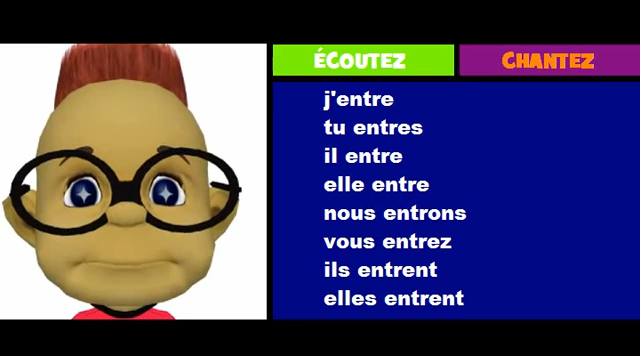 ÉCOUTEZ CHANTEZ
j'entre
tu entres
il entre
elle entre
nous entrons
vous entrez
ils entrent
elles entrent